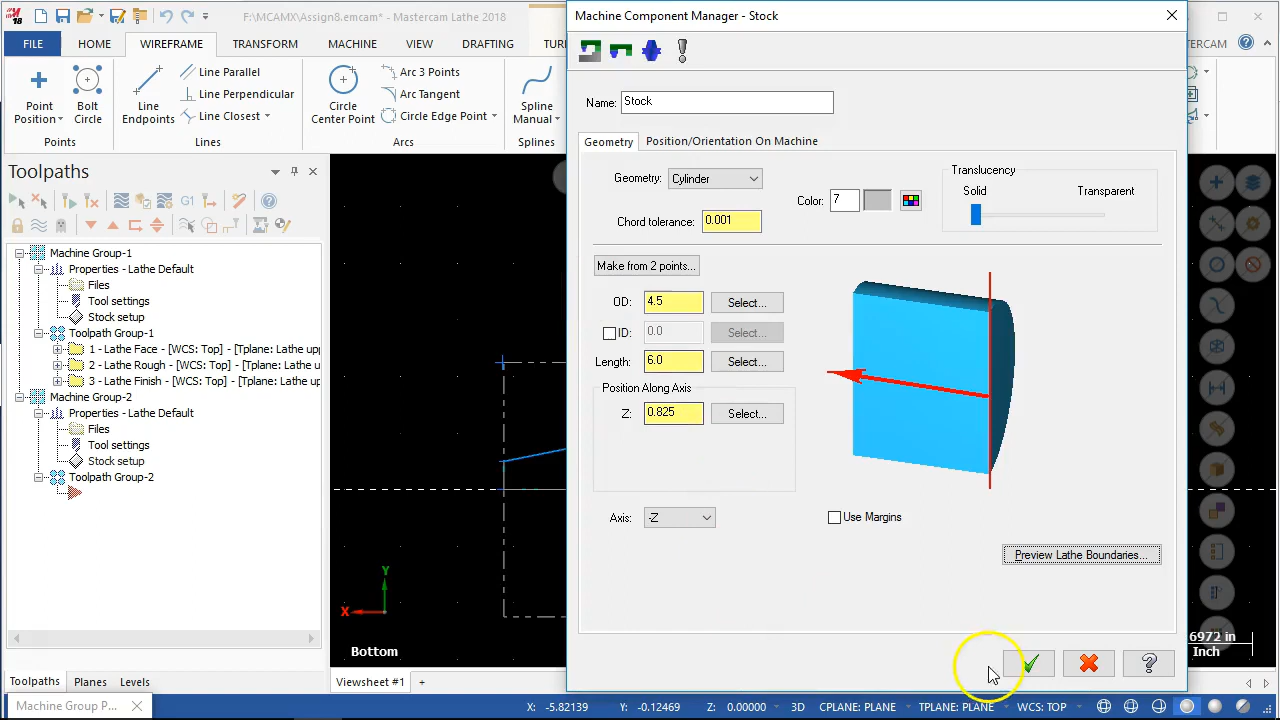 F:\MCAMX\Assign8.emcam* - Mastercam Lathe 2018
Machine Component Manager - Stock
FILE HOME WIREFRAME TRANSFORM MACHINE VIEW DRAFTING TUR
TERCAM
Point
Position
Bolt
Circle
Points
Line
Endpoints
Line Parallel
Line Perpendicular
Line Closest
Lines
Circle
Center Point
Arc 3 Points
Arc Tangent
Circle Edge Point
Arcs
Spline
Manual
Splines
Toolpaths
G1
Machine Group-1
Properties - Lathe Default
Files
Tool settings
Stock setup
Toolpath Group-1
1 - Lathe Face - [WCS: Top] - [Tplane: Lathe upp
2 - Lathe Rough - [WCS: Top] - [Tplane: Lathe u
3 - Lathe Finish - [WCS: Top] - [Tplane: Lathe up
Machine Group-2
Properties - Lathe Default
Files
Tool settings
Stock setup
Toolpath Group-2
Toolpaths Planes Levels
Machine Group P...
Y
X
Bottom
Viewsheet #1 +
Name: Stock
Geometry Position/Orientation On Machine
Geometry: Cylinder
Chord tolerance: 0.001
Color: 7
Translucency
Solid Transparent
Make from 2 points...
OD: 4.5 Select...
ID: 0.0 Select...
Length: 6.0 Select...
Position Along Axis
Z: 0.825 Select...
Axis: -Z
Use Margins
Preview Lathe Boundaries...
6972 in
Inch
X: -5.82139 Y: -0.12469 Z: 0.00000 3D CPLANE: PLANE TPLANE: PLANE WCS: TOP